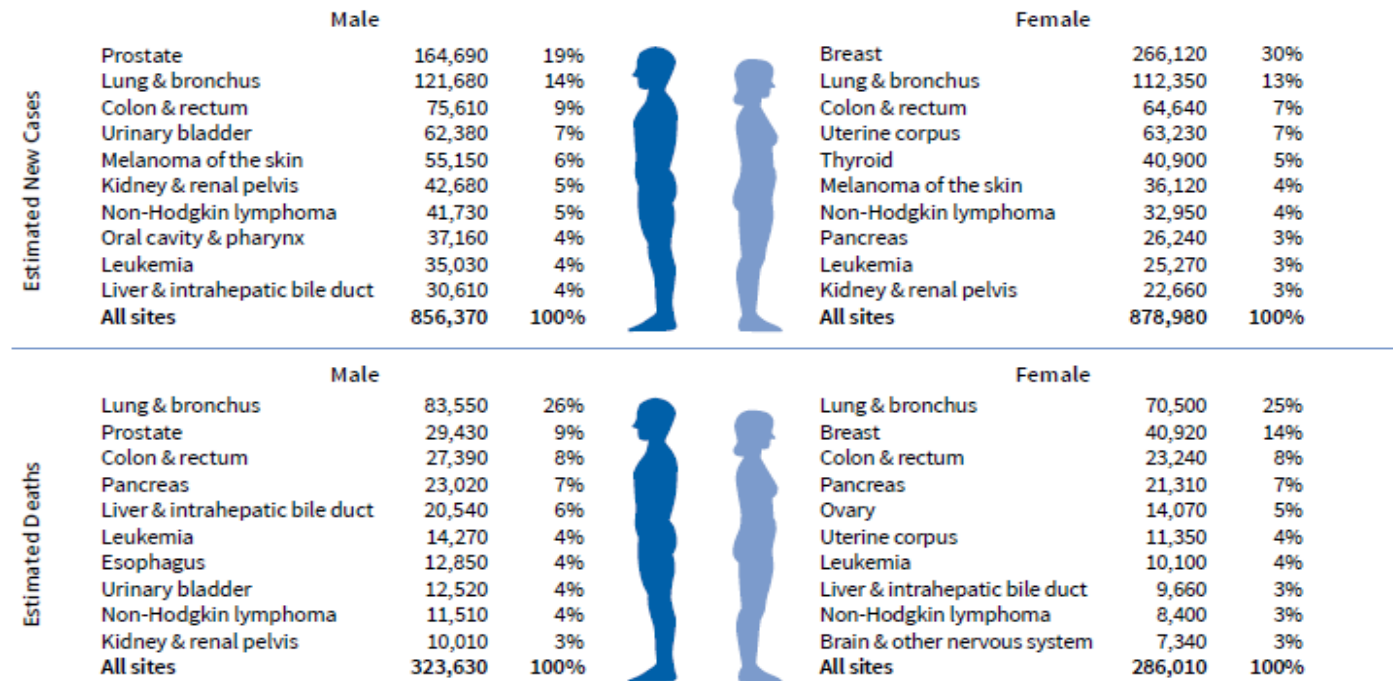 Estimated New Cases
Male
Prostate 164,690 19%
Lung & bronchus 121,680 14%
Colon & rectum 75,610 9%
Urinary bladder 62,380 7%
Melanoma of the skin 55,150 6%
Kidney & renal pelvis 42,680 5%
Non-Hodgkin lymphoma 41,730 5%
Oral cavity & pharynx 37,160 4%
Leukemia 35,030 4%
Liver & intrahepatic bile duct 30,610 4%
All sites 856,370 100%
Female
Breast 266,120 30%
Lung & bronchus 112,350 13%
Colon & rectum 64,640 7%
Uterine corpus 63,230 7%
Thyroid 40,900 5%
Melanoma of the skin 36,120 4%
Non-Hodgkin lymphoma 32,950 4%
Pancreas 26,240 3%
Leukemia 25,270 3%
Kidney & renal pelvis 22,660 3%
All sites 878,980 100%
Estimated Deaths
Male
Lung & bronchus 83,550 26%
Prostate 29,430 9%
Colon & rectum 27,390 8%
Pancreas 23,020 7%
Liver & intrahepatic bile duct 20,540 6%
Leukemia 14,270 4%
Esophagus 12,850 4%
Urinary bladder 12,520 4%
Non-Hodgkin lymphoma 11,510 4%
Kidney & renal pelvis 10,010 3%
All sites 323,630 100%
Female
Lung & bronchus 70,500 25%
Breast 40,920 14%
Colon & rectum 23,240 8%
Pancreas 21,310 7%
Ovary 14,070 5%
Uterine corpus 11,350 4%
Leukemia 10,100 4%
Liver & intrahepatic bile duct 9,660 3%
Non-Hodgkin lymphoma 8,400 3%
Brain & other nervous system 7,340 3%
All sites 286,010 100%